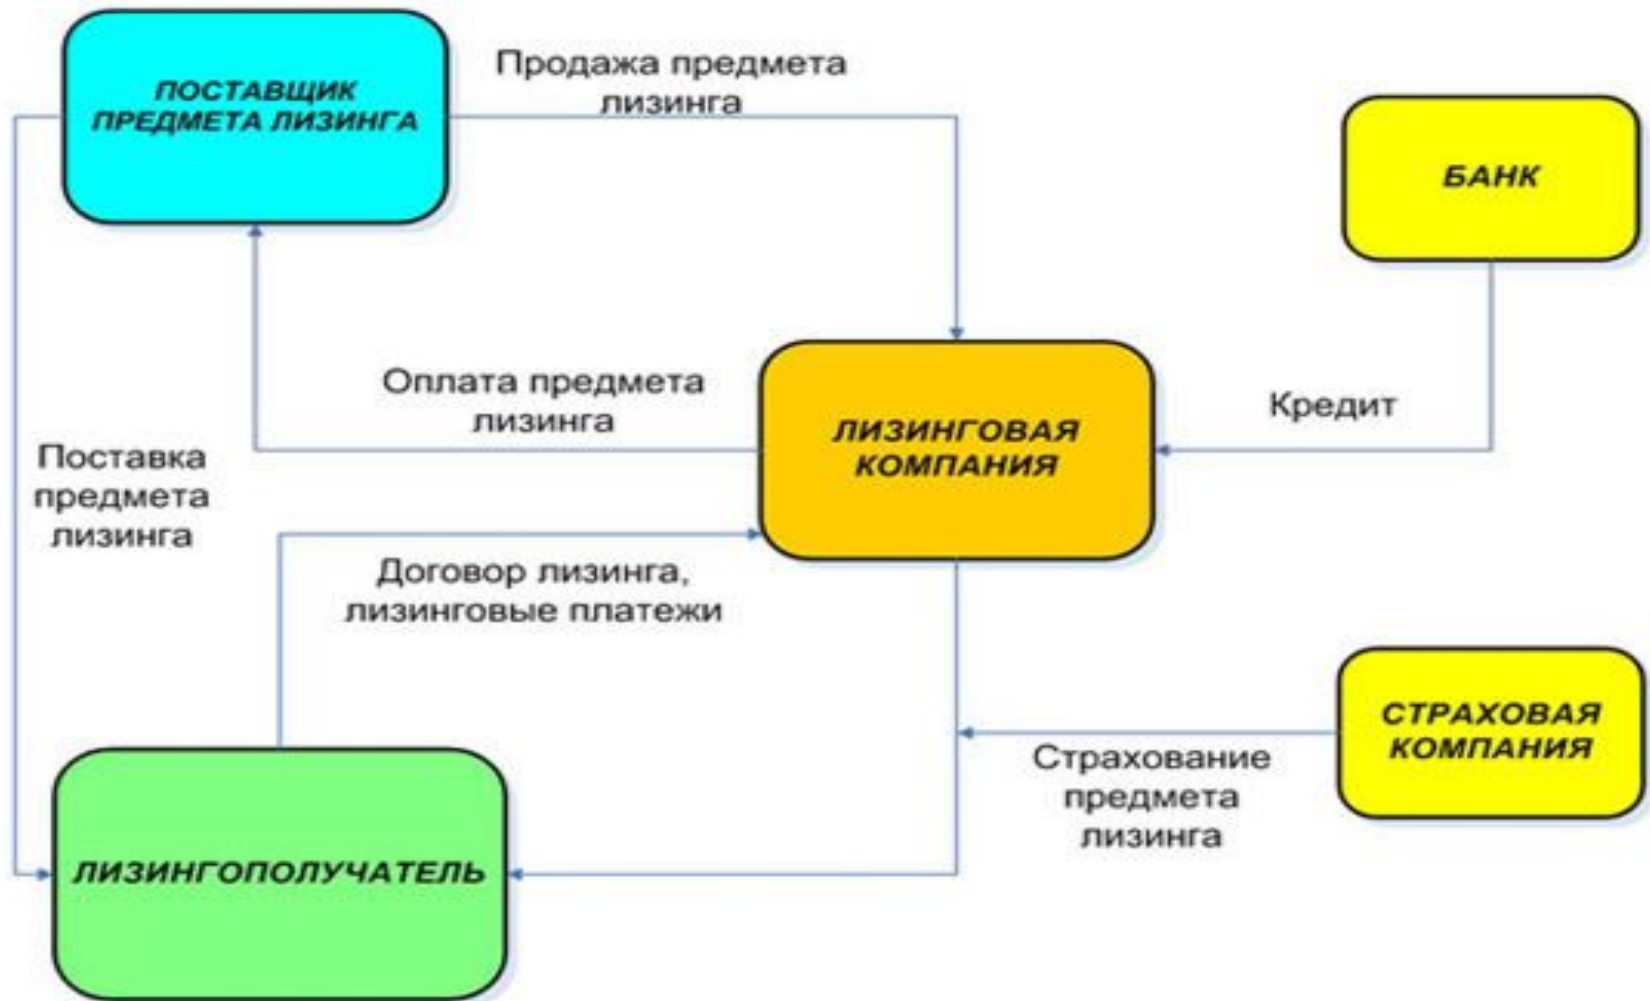 ПОСТАВЩИК
ПРЕДМЕТА ЛИЗИНГА
Продажа предмета
лизинга
БАНК
Оплата предмета
лизинга
ЛИЗИНГОВАЯ
КОМПАНИЯ
Кредит
Поставка
предмета
лизинга
Договор лизинга,
лизинговые платежи
СТРАХОВАЯ
КОМПАНИЯ
Страхование
предмета
лизинга
ЛИЗИНГОПОЛУЧАТЕЛЬ